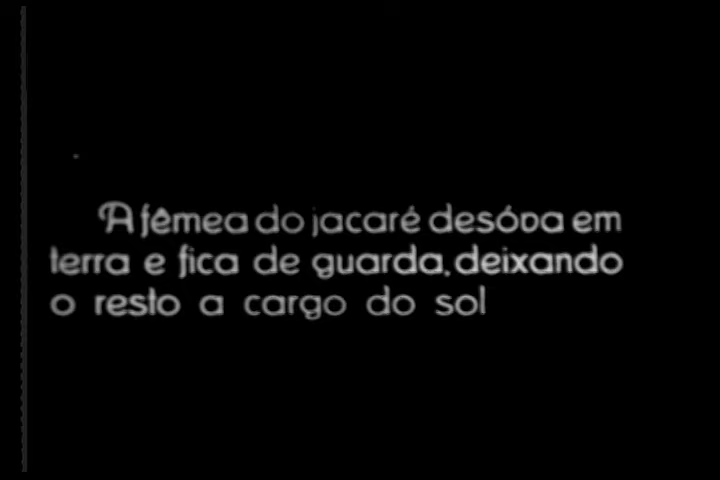 A fêmea do jacaré desóva em
terra e fica de guarda, deixando
o resto a cargo do sol